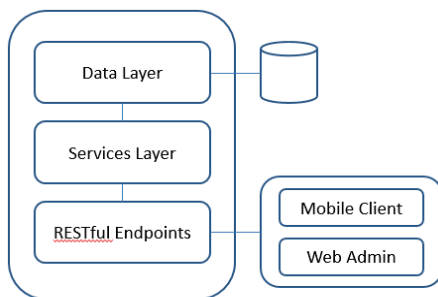 Data Layer
Services Layer
RESTful Endpoints
Mobile Client
Web Admin